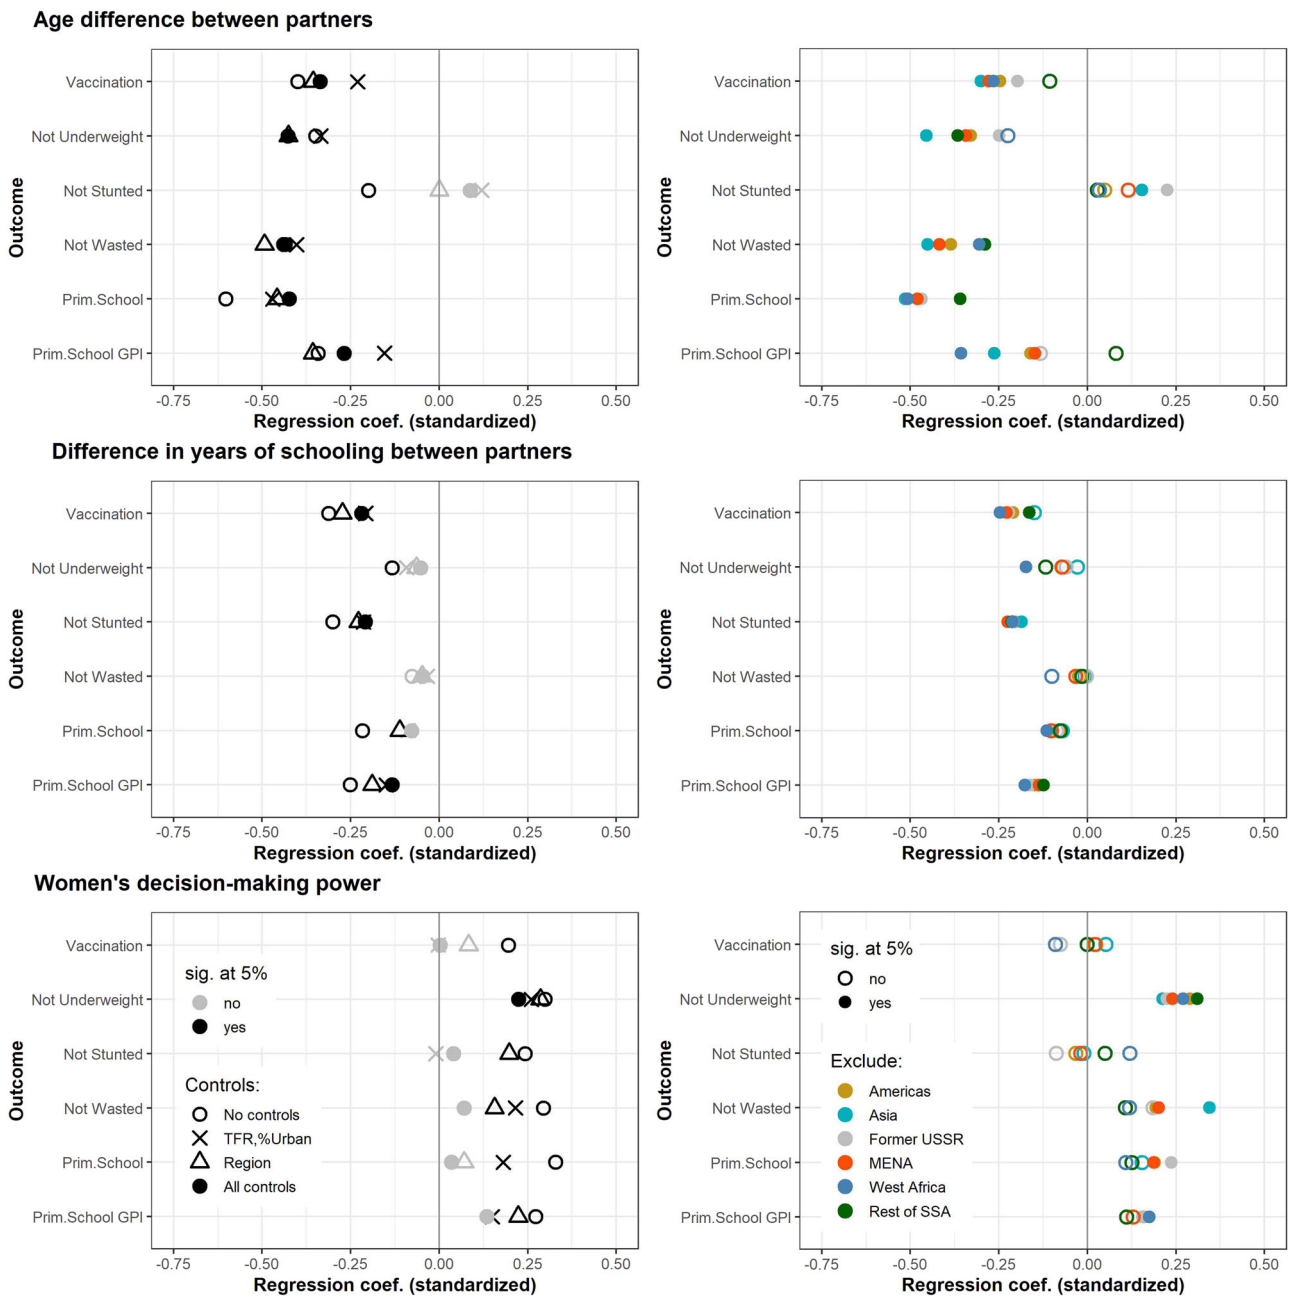 Age difference between partners
Outcome
Vaccination
Not Underweight
Not Stunted
Not Wasted
Prim.School
Prim.School GPI
-0.75 -0.50 -0.25 0.00 0.25 0.50
Regression coef. (standardized)
Outcome
Vaccination
Not Underweight
Not Stunted
Not Wasted
Prim.School
Prim.School GPI
-0.75 -0.50 -0.25 0.00 0.25 0.50
Regression coef. (standardized)
Difference in years of schooling between partners
Outcome
Vaccination
Not Underweight
Not Stunted
Not Wasted
Prim.School
Prim.School GPI
-0.75 -0.50 -0.25 0.00 0.25 0.50
Regression coef. (standardized)
Outcome
Vaccination
Not Underweight
Not Stunted
Not Wasted
Prim.School
Prim.School GPI
-0.75 -0.50 -0.25 0.00 0.25 0.50
Regression coef. (standardized)
Women's decision-making power
Outcome
Vaccination
Not Underweight
Not Stunted
Not Wasted
Prim.School
Prim.School GPI
sig. at 5%
no
yes
Controls:
No controls
TFR,%Urban
Region
All controls
-0.75 -0.50 -0.25 0.00 0.25 0.50
Regression coef. (standardized)
Outcome
Vaccination
Not Underweight
Not Stunted
Not Wasted
Prim.School
Prim.School GPI
sig. at 5%
no
yes
Exclude:
Americas
Asia
Former USSR
MENA
West Africa
Rest of SSA
-0.75 -0.50 -0.25 0.00 0.25 0.50
Regression coef. (standardized)